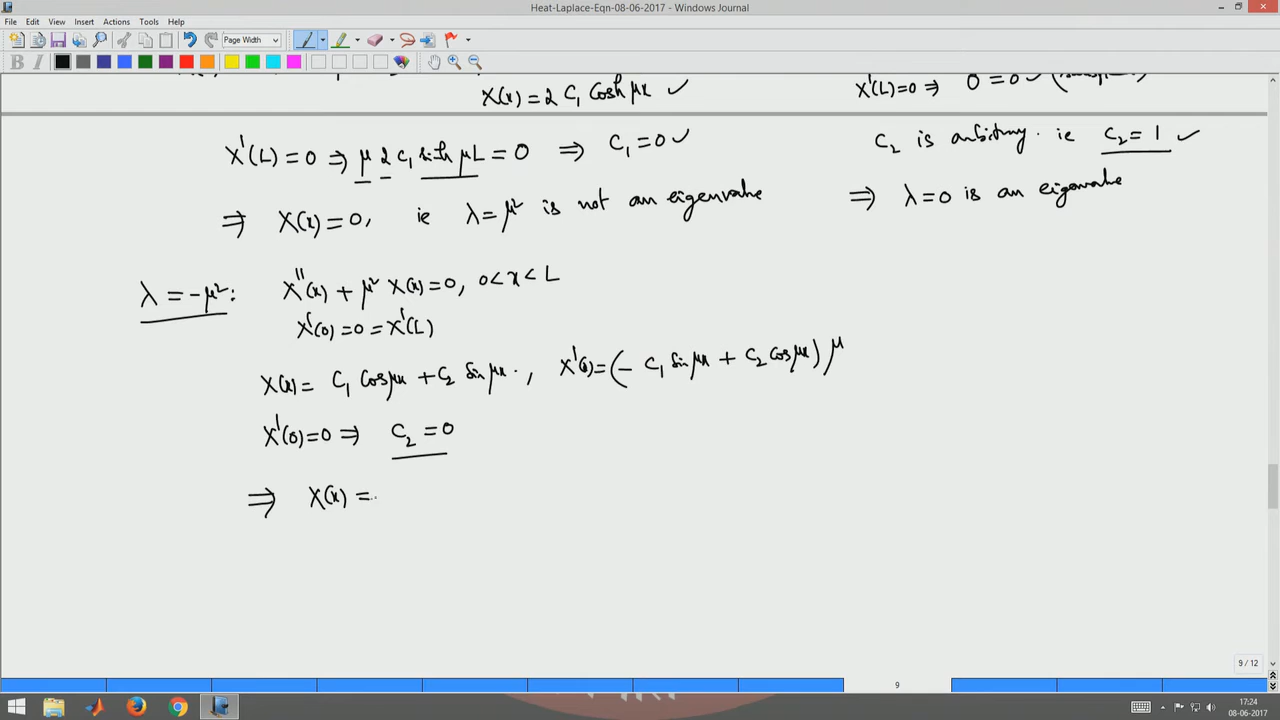 Heat-Laplace-Eqn-08-06-2017 - Windows Journal
File Edit View Insert Actions Tools Help
Page Width
B I
X(x) = 2 C₁ Cosh μx ✓
X'(L)=0 ⇒ 0 = 0 ✓
X'(L) = 0 ⇒ μ 2 C₁ sinh μL = 0 ⇒ C₁ = 0 ✓
C₂ is arbitrary. ie C₂ = 1 ✓
⇒ X(x) = 0, ie λ = μ² is not an eigenvalue
⇒ λ = 0 is an eigenvalue
λ = -μ²: X''(x) + μ² X(x) = 0, 0 < x < L
X'(0) = 0 = X'(L)
X(x) = C₁ Cos μx + C₂ Sin μx. , X'(x) = (- C₁ Sin μx + C₂ Cos μx) μ
X'(0) = 0 ⇒ C₂ = 0
⇒ X(x) =
9 / 12
9
17:24
08-06-2017